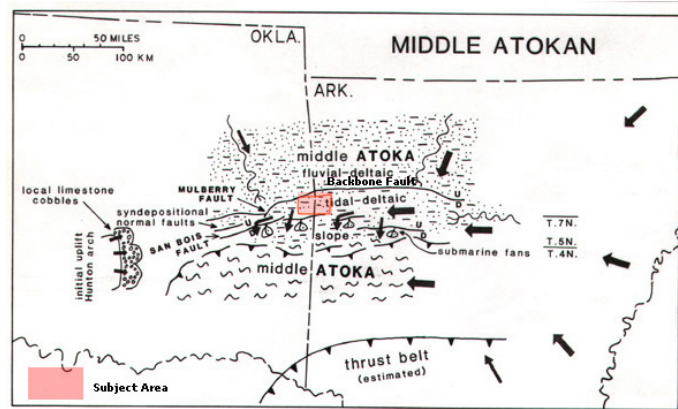 0 50 MILES
0 100 KM
OKLA.
MIDDLE ATOKAN
ARK.
middle ATOKA
fluvial-deltaic
Backbone Fault
local limestone
cobbles
MULBERRY
FAULT
tidal-deltaic
syndepositional
normal faults
SAN BOIS
FAULT
U
D
U
D
U
D
slope
submarine fans
T.7N.
T.5N.
T.4N.
initial uplift
Hunton arch
middle ATOKA
thrust belt
(estimated)
Subject Area